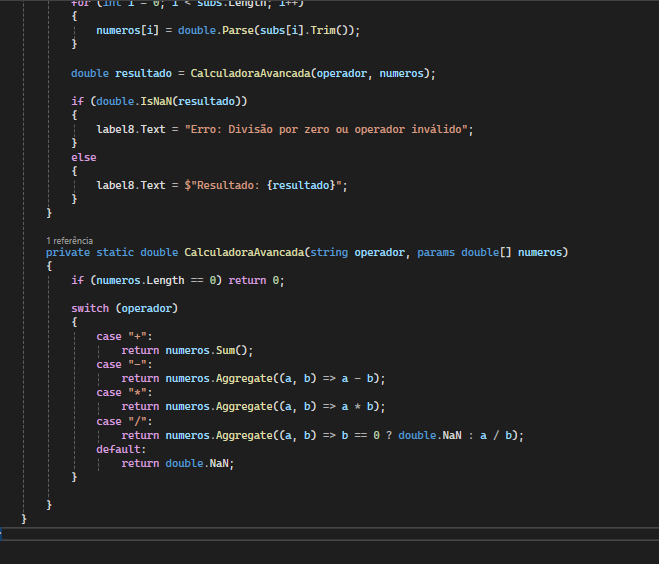 for (int i = 0; i < subs.Length; i++)
{
numeros[i] = double.Parse(subs[i].Trim());
}
double resultado = CalculadoraAvancada(operador, numeros);
if (double.IsNaN(resultado))
{
label8.Text = "Erro: Divisão por zero ou operador inválido";
}
else
{
label8.Text = $"Resultado: {resultado}";
}
}
1 referência
private static double CalculadoraAvancada(string operador, params double[] numeros)
{
if (numeros.Length == 0) return 0;
switch (operador)
{
case "+":
return numeros.Sum();
case "-":
return numeros.Aggregate((a, b) => a - b);
case "*":
return numeros.Aggregate((a, b) => a * b);
case "/":
return numeros.Aggregate((a, b) => b == 0 ? double.NaN : a / b);
default:
return double.NaN;
}
}
}